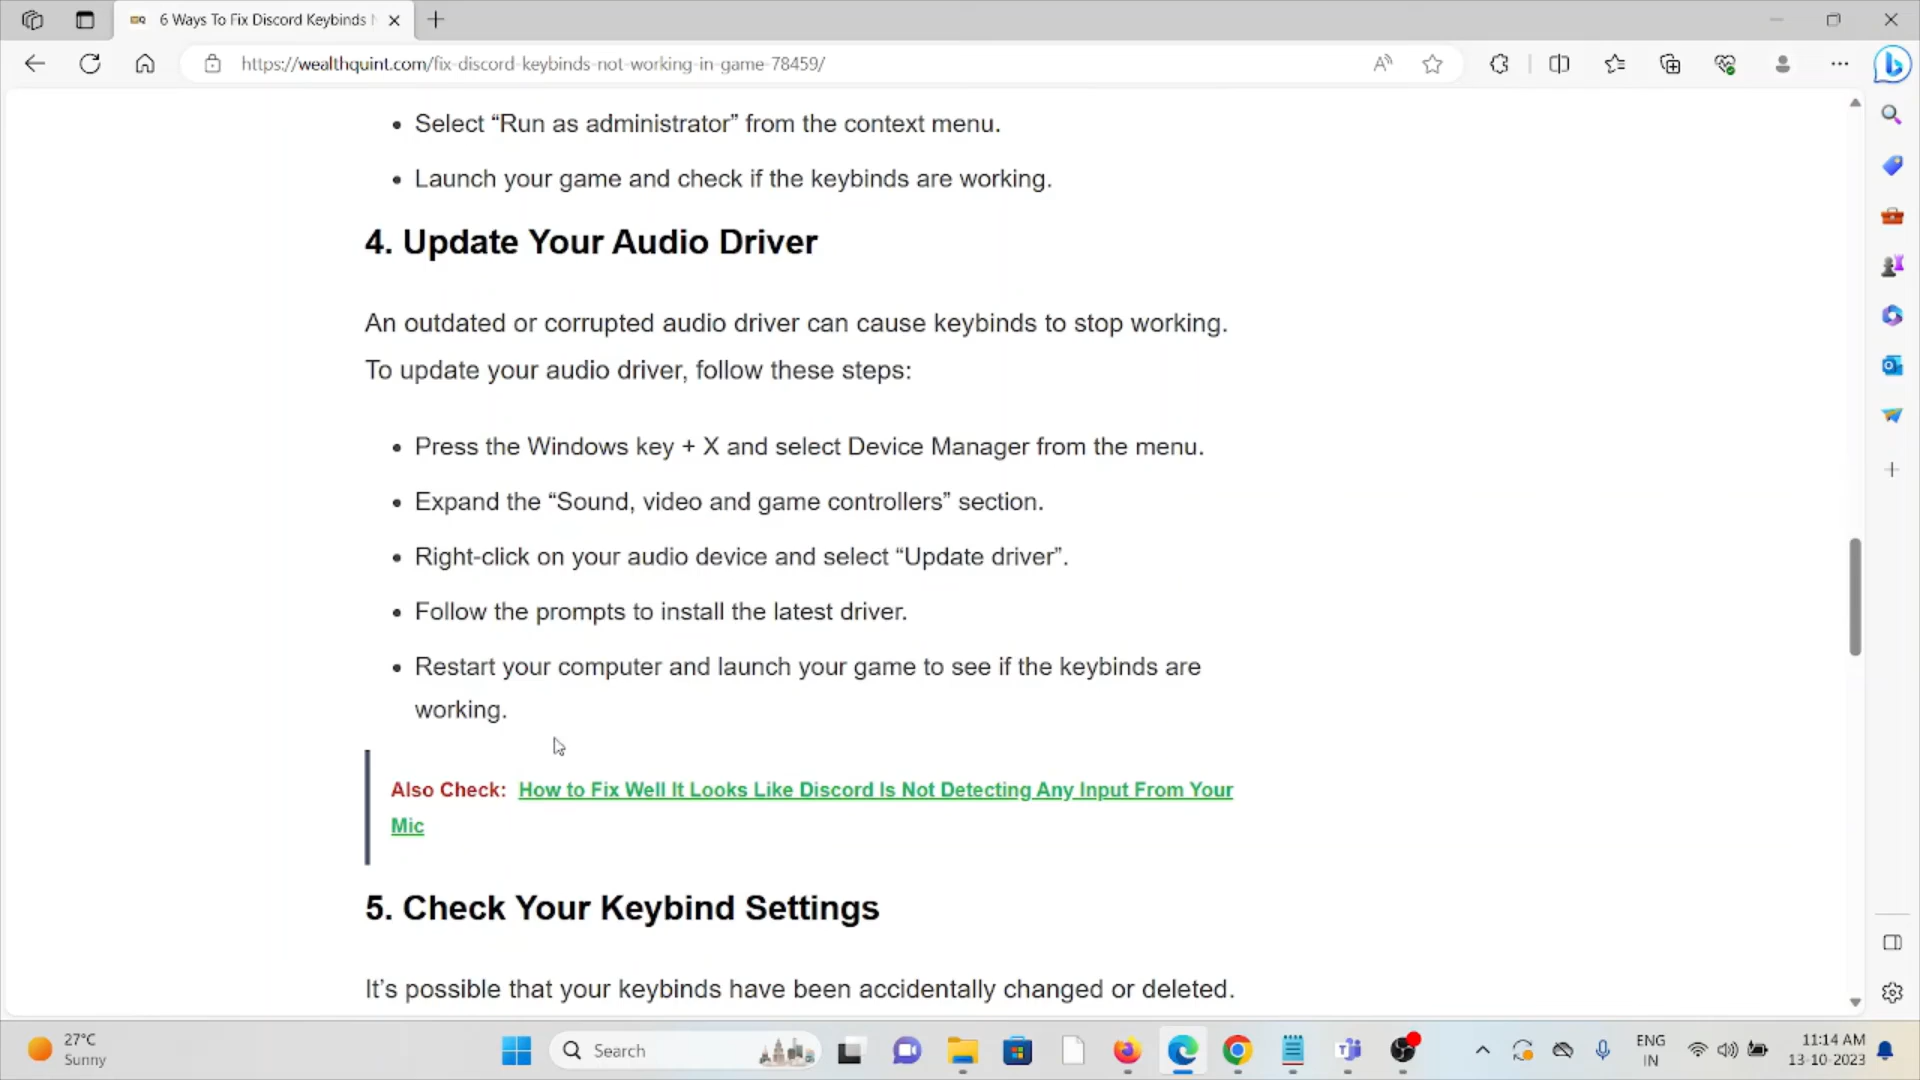 6 Ways To Fix Discord Keybinds N
https://wealthquint.com/fix-discord-keybinds-not-working-in-game-78459/
• Select “Run as administrator” from the context menu.
• Launch your game and check if the keybinds are working.
4. Update Your Audio Driver
An outdated or corrupted audio driver can cause keybinds to stop working.
To update your audio driver, follow these steps:
• Press the Windows key + X and select Device Manager from the menu.
• Expand the “Sound, video and game controllers” section.
• Right-click on your audio device and select “Update driver”.
• Follow the prompts to install the latest driver.
• Restart your computer and launch your game to see if the keybinds are
working.
Also Check: How to Fix Well It Looks Like Discord Is Not Detecting Any Input From Your
Mic
5. Check Your Keybind Settings
It’s possible that your keybinds have been accidentally changed or deleted.
27°C
Sunny
Search
ENG
IN
11:14 AM
13-10-2023